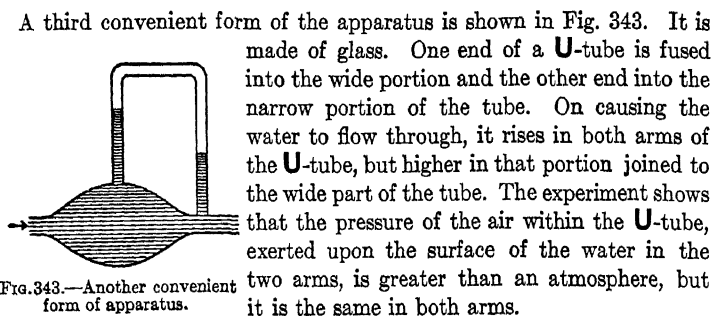 A third convenient form of the apparatus is shown in Fig. 343. It is
made of glass. One end of a U-tube is fused
into the wide portion and the other end into the
narrow portion of the tube. On causing the
water to flow through, it rises in both arms of
the U-tube, but higher in that portion joined to
the wide part of the tube. The experiment shows
that the pressure of the air within the U-tube,
exerted upon the surface of the water in the
two arms, is greater than an atmosphere, but
it is the same in both arms.
FIG.343.—Another convenient
form of apparatus.